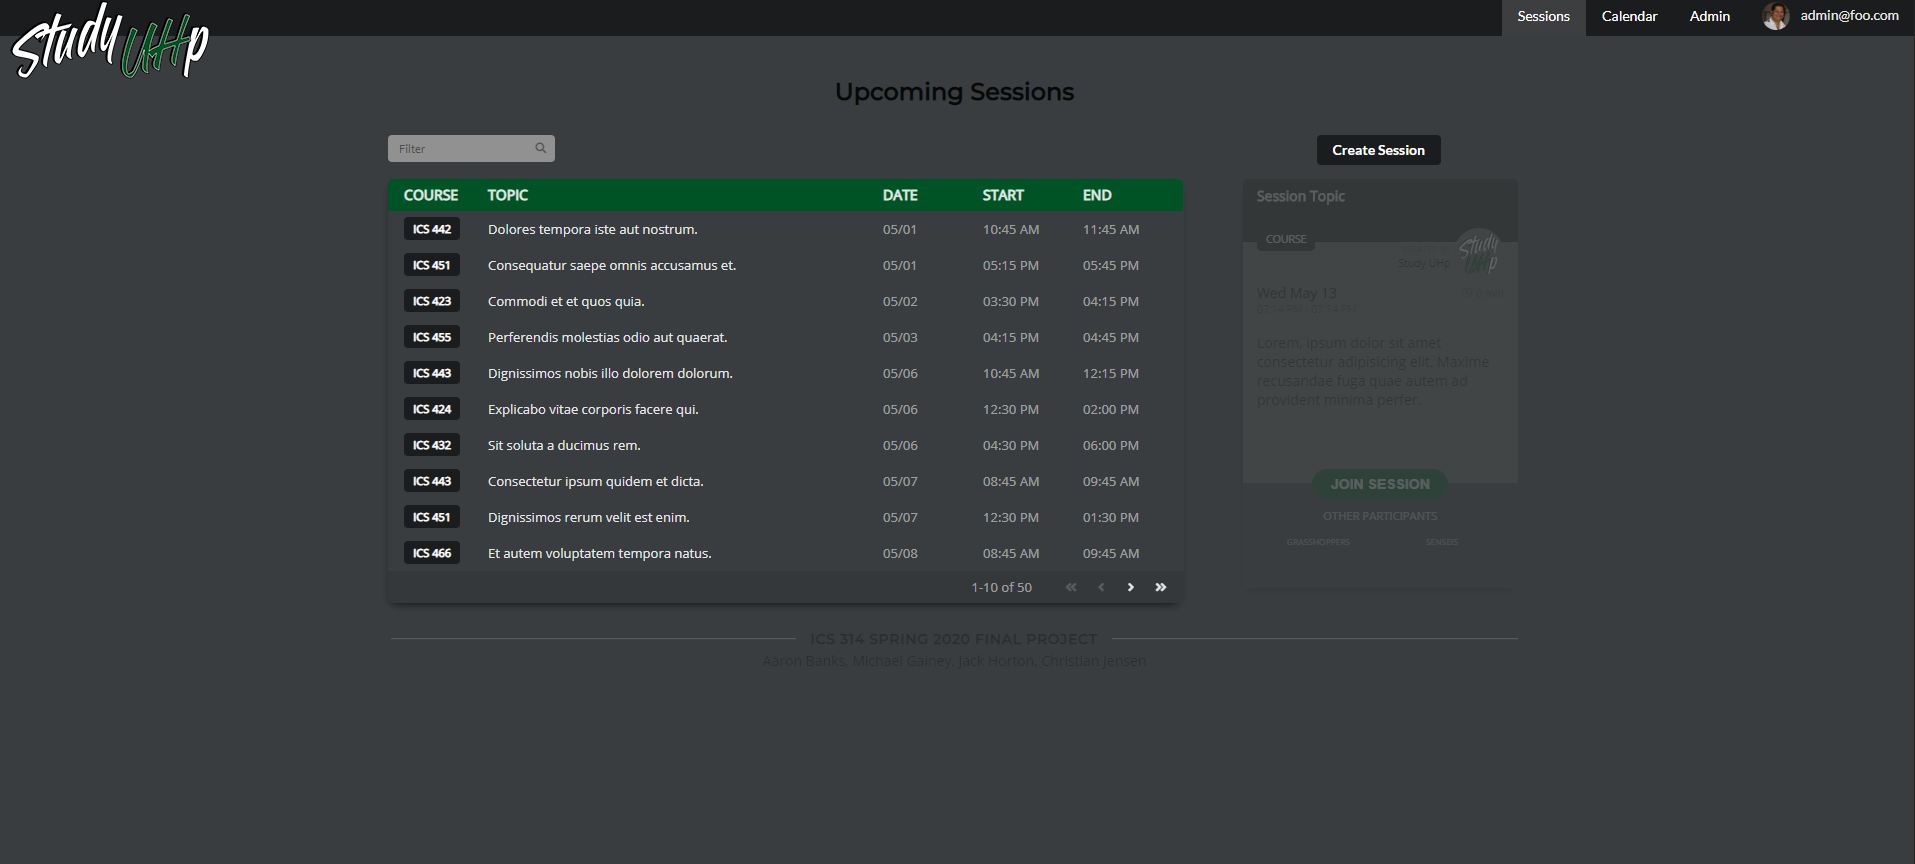 Study UHp
Sessions Calendar Admin admin@foo.com
Upcoming Sessions
Filter
Create Session
COURSE TOPIC DATE START END
ICS 442 Dolores tempora iste aut nostrum. 05/01 10:45 AM 11:45 AM
ICS 451 Consequatur saepe omnis accusamus et. 05/01 05:15 PM 05:45 PM
ICS 423 Commodi et et quos quia. 05/02 03:30 PM 04:15 PM
ICS 455 Perferendis molestias odio aut quaerat. 05/03 04:15 PM 04:45 PM
ICS 443 Dignissimos nobis illo dolorem dolorum. 05/06 10:45 AM 12:15 PM
ICS 424 Explicabo vitae corporis facere qui. 05/06 12:30 PM 02:00 PM
ICS 432 Sit soluta a ducimus rem. 05/06 04:30 PM 06:00 PM
ICS 443 Consectetur ipsum quidem et dicta. 05/07 08:45 AM 09:45 AM
ICS 451 Dignissimos rerum velit est enim. 05/07 12:30 PM 01:30 PM
ICS 466 Et autem voluptatem tempora natus. 05/08 08:45 AM 09:45 AM
1-10 of 50
Session Topic
COURSE
Study UHp
Study UHp
Wed May 13
Lorem, ipsum dolor sit amet
consectetur adipisicing elit. Maxime
recusandae fuga quae autem ad
provident minima perfer.
JOIN SESSION
OTHER PARTICIPANTS
GRASSHOPPERS SENSEIS
ICS 314 SPRING 2020 FINAL PROJECT
Aaron Banks, Michael Gainey, Jack Horton, Christian Jensen